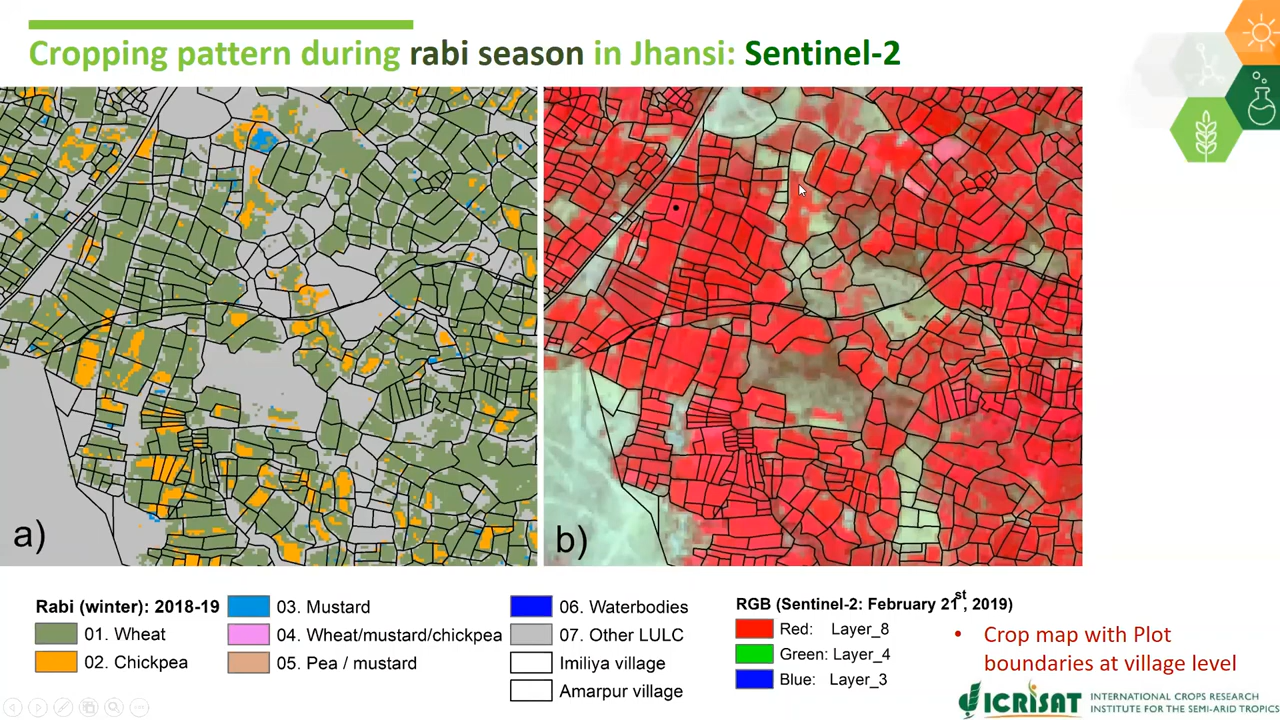 Cropping pattern during rabi season in Jhansi: Sentinel-2
a)
b)
Rabi (winter): 2018-19
01. Wheat
02. Chickpea
03. Mustard
04. Wheat/mustard/chickpea
05. Pea / mustard
06. Waterbodies
07. Other LULC
Imiliya village
Amarpur village
RGB (Sentinel-2: February 21st, 2019)
Red: Layer_8
Green: Layer_4
Blue: Layer_3
• Crop map with Plot
boundaries at village level
ICRISAT
INTERNATIONAL CROPS RESEARCH
INSTITUTE FOR THE SEMI-ARID TROPICS